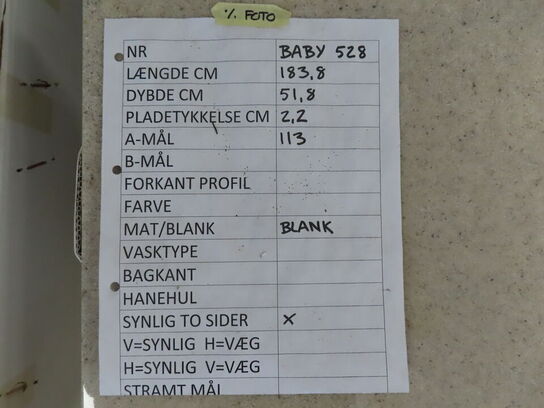 % FOTO
NR BABY 528
LÆNGDE CM 183,8
DYBDE CM 51,8
PLADETYKKELSE CM 2,2
A-MÅL 113
B-MÅL
FORKANT PROFIL
FARVE
MAT/BLANK BLANK
VASKTYPE
BAGKANT
HANEHUL
SYNLIG TO SIDER X
V=SYNLIG H=VÆG
H=SYNLIG V=VÆG
STRAMT MÅL